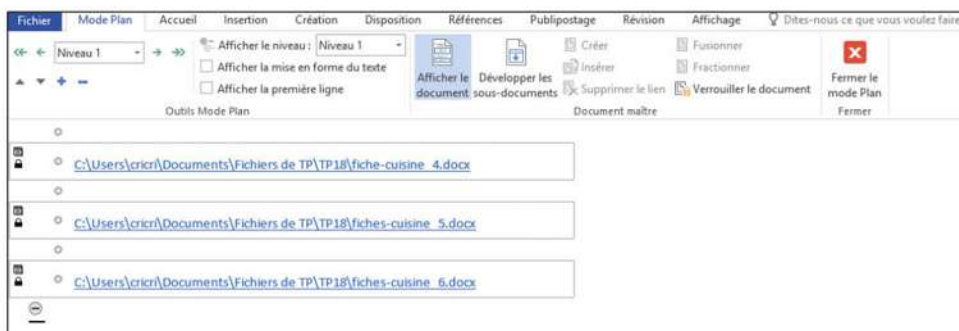 Fichier Mode Plan Accueil Insertion Création Disposition Références Publipostage Révision Affichage Dites-nous ce que vous voulez faire
Niveau 1 Afficher le niveau : Niveau 1
Afficher la mise en forme du texte
Afficher la première ligne
Outils Mode Plan
Afficher le document
Développer les sous-documents
Créer
Insérer
Supprimer le lien
Fusionner
Fractionner
Verrouiller le document
Document maître
Fermer le mode Plan
Fermer
C:\Users\cricri\Documents\Fichiers de TP\TP18\fiche-cuisine_4.docx
C:\Users\cricri\Documents\Fichiers de TP\TP18\fiches-cuisine_5.docx
C:\Users\cricri\Documents\Fichiers de TP\TP18\fiches-cuisine_6.docx